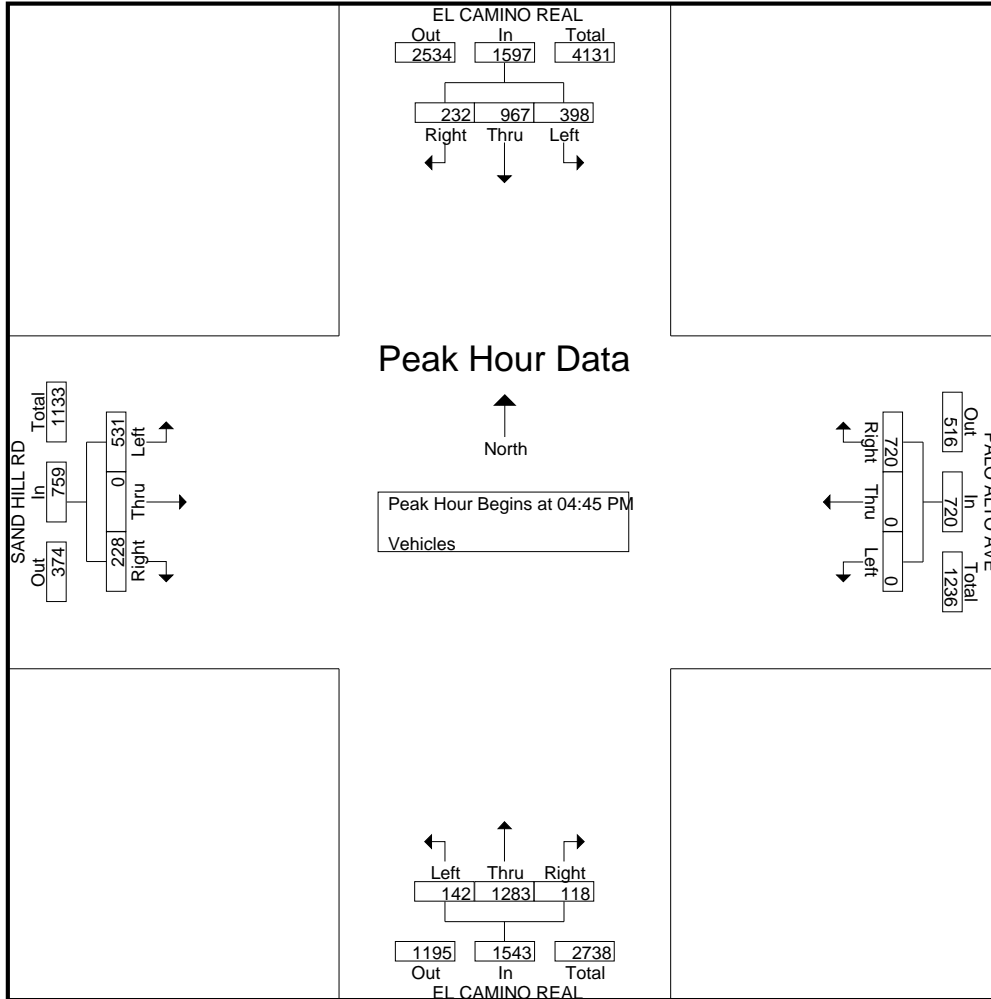 EL CAMINO REAL
Out In Total
2534 1597 4131
232 967 398
Right Thru Left
Peak Hour Data
North
Peak Hour Begins at 04:45 PM
Vehicles
SAND HILL RD
Out In Total
374 759 1133
Right Thru Left
228 0 531
PALO ALTO AVE
Out In Total
516 720 1236
Right Thru Left
720 0 0
Left Thru Right
142 1283 118
1195 1543 2738
Out In Total
EL CAMINO REAL